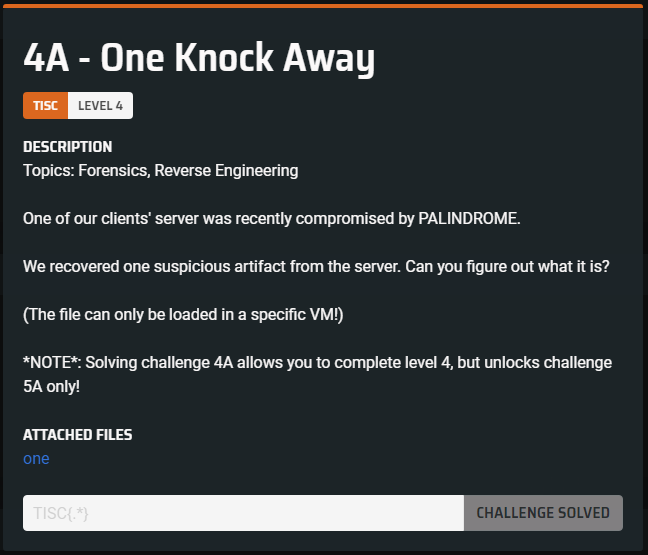 4A - One Knock Away
TISC LEVEL 4
DESCRIPTION
Topics: Forensics, Reverse Engineering
One of our clients' server was recently compromised by PALINDROME.
We recovered one suspicious artifact from the server. Can you figure out what it is?
(The file can only be loaded in a specific VM!)
*NOTE*: Solving challenge 4A allows you to complete level 4, but unlocks challenge
5A only!
ATTACHED FILES
one
TISC{.*} CHALLENGE SOLVED